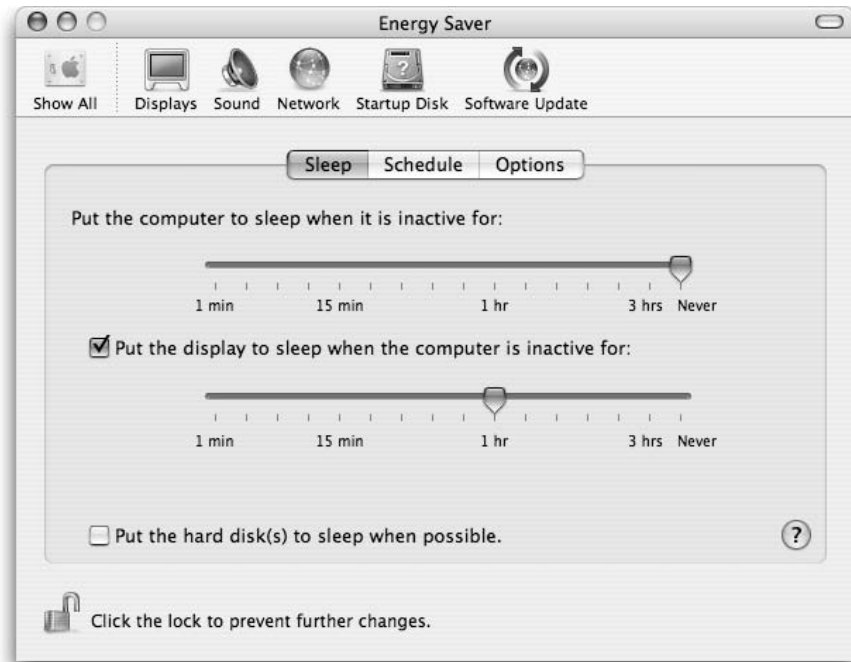 Energy Saver
Show All Displays Sound Network Startup Disk Software Update
Sleep Schedule Options
Put the computer to sleep when it is inactive for:
1 min 15 min 1 hr 3 hrs Never
Put the display to sleep when the computer is inactive for:
1 min 15 min 1 hr 3 hrs Never
Put the hard disk(s) to sleep when possible. ?
Click the lock to prevent further changes.